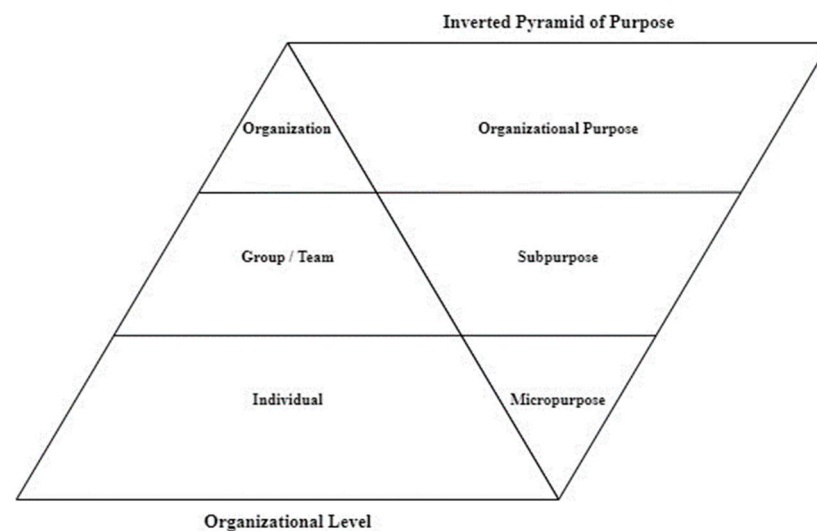 Inverted Pyramid of Purpose
Organization
Organizational Purpose
Group / Team
Subpurpose
Individual
Micropurpose
Organizational Level